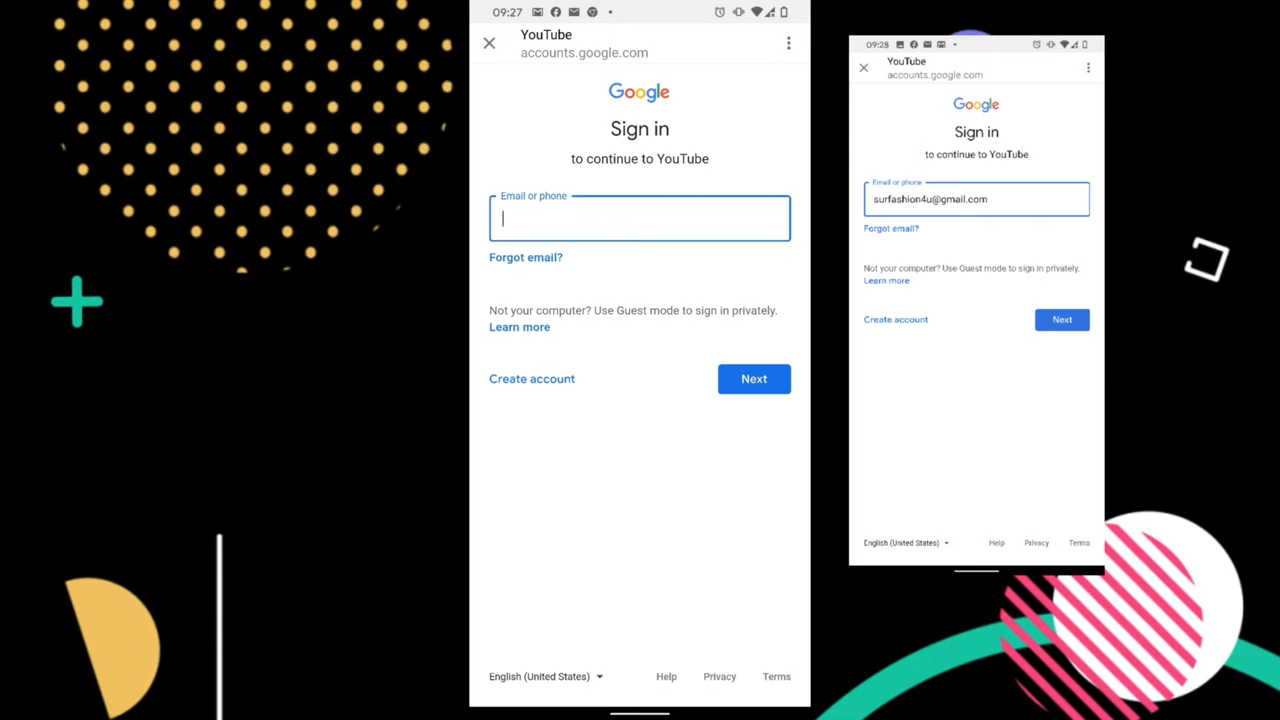 09:27
YouTube
accounts.google.com
Google
Sign in
to continue to YouTube
Email or phone
Forgot email?
Not your computer? Use Guest mode to sign in privately.
Learn more
Create account
Next
English (United States)
Help
Privacy
Terms
09:28
YouTube
accounts.google.com
Google
Sign in
to continue to YouTube
Email or phone
surfashion4u@gmail.com
Forgot email?
Not your computer? Use Guest mode to sign in privately.
Learn more
Create account
Next
English (United States)
Help
Privacy
Terms